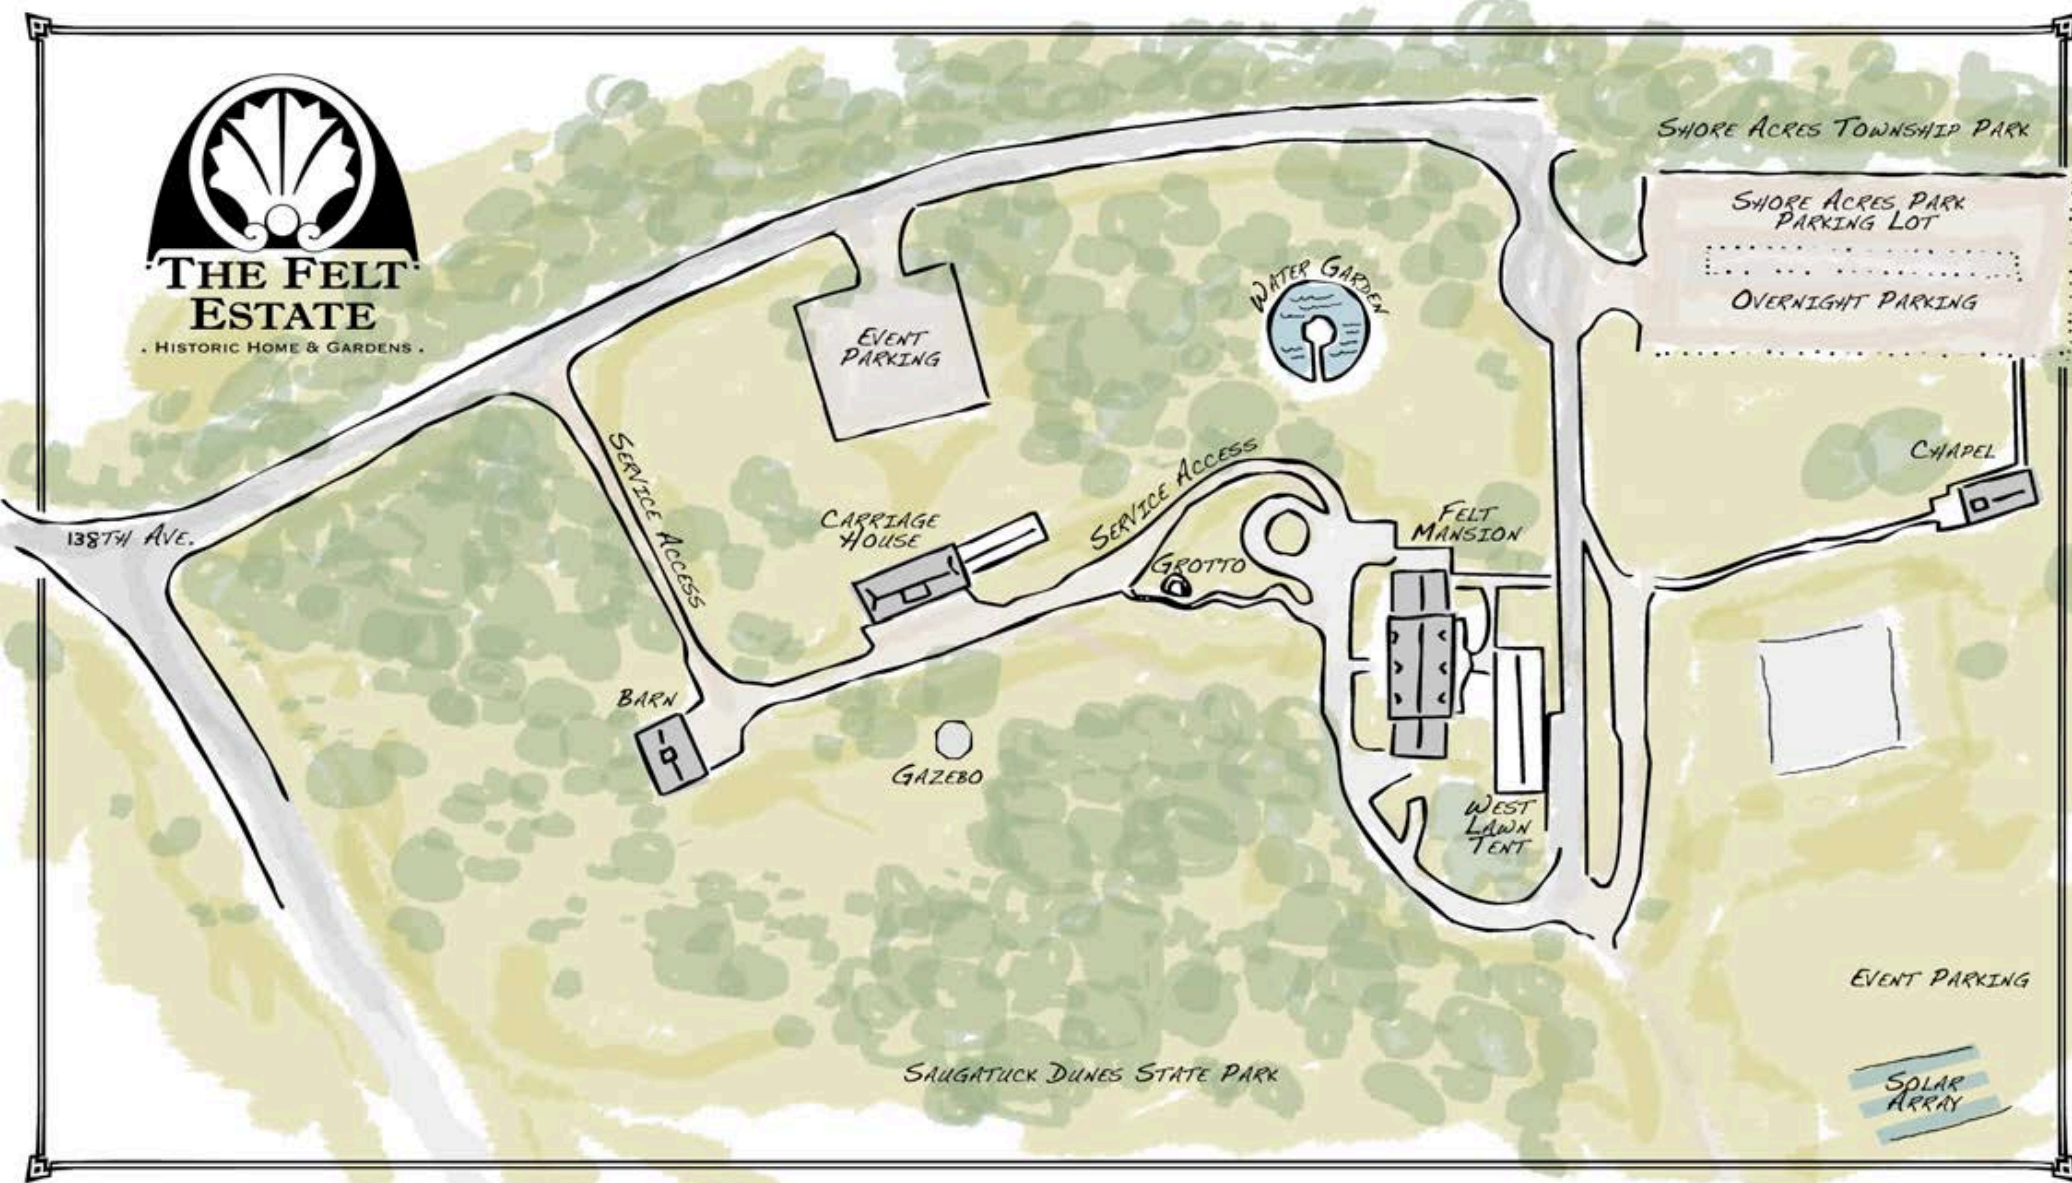 THE FELT
ESTATE
. HISTORIC HOME & GARDENS .
SHORE ACRES TOWNSHIP PARK
SHORE ACRES PARK
PARKING LOT
OVERNIGHT PARKING
WATER GARDEN
EVENT
PARKING
SERVICE ACCESS
SERVICE ACCESS
CHAPEL
CARRIAGE
HOUSE
FELT
MANSION
138TH AVE.
GROTTO
BARN
GAZEBO
WEST
LAWN
TENT
EVENT PARKING
SAUGATUCK DUNES STATE PARK
SOLAR
ARRAY